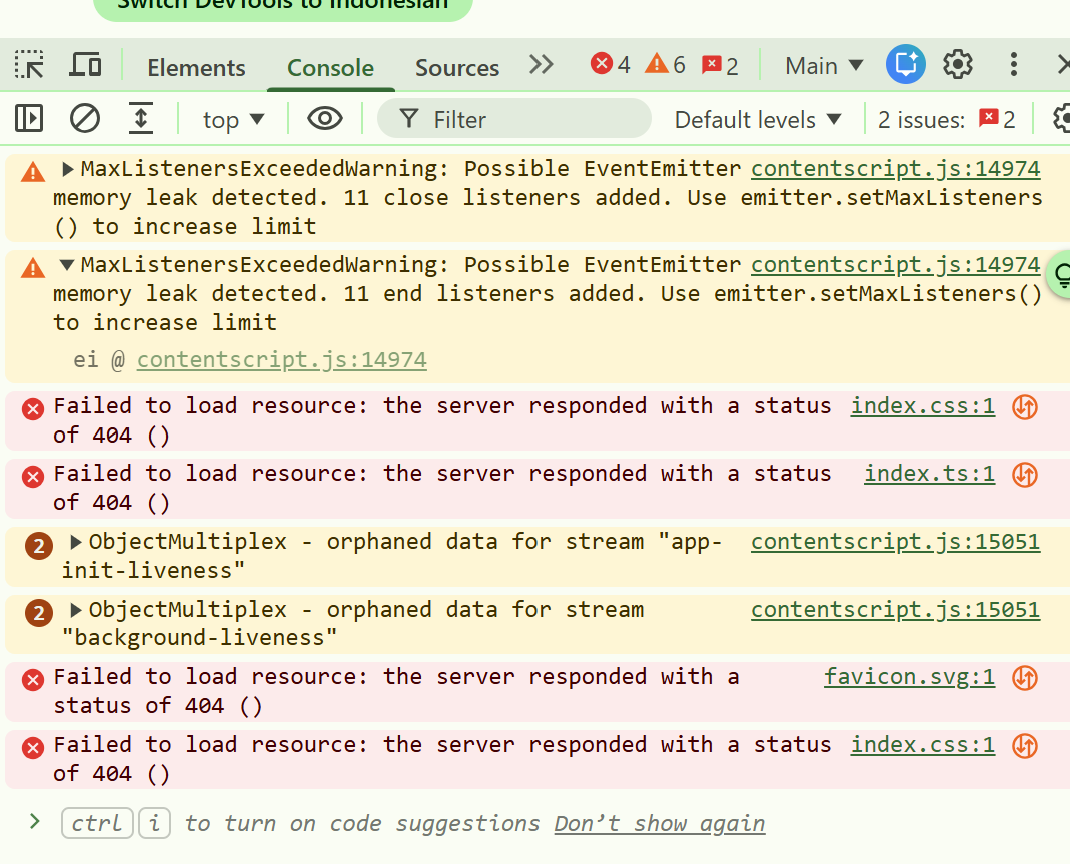 Switch DevTools to Indonesian
Elements Console Sources 4 6 2 Main
top Filter Default levels 2 issues: 2
MaxListenersExceededWarning: Possible EventEmitter contentscript.js:14974
memory leak detected. 11 close listeners added. Use emitter.setMaxListeners
() to increase limit
MaxListenersExceededWarning: Possible EventEmitter contentscript.js:14974
memory leak detected. 11 end listeners added. Use emitter.setMaxListeners()
to increase limit
ei @ contentscript.js:14974
Failed to load resource: the server responded with a status index.css:1
of 404 ()
Failed to load resource: the server responded with a status index.ts:1
of 404 ()
2 ObjectMultiplex - orphaned data for stream "app- contentscript.js:15051
init-liveness"
2 ObjectMultiplex - orphaned data for stream contentscript.js:15051
"background-liveness"
Failed to load resource: the server responded with a favicon.svg:1
status of 404 ()
Failed to load resource: the server responded with a status index.css:1
of 404 ()
ctrl i to turn on code suggestions Don't show again